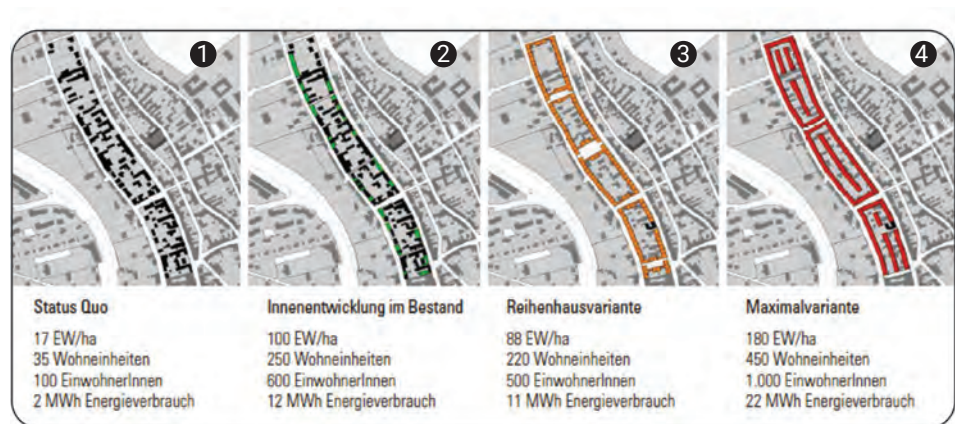 1
2
3
4
Status Quo
17 EW/ha
35 Wohneinheiten
100 EinwohnerInnen
2 MWh Energieverbrauch
Innenentwicklung im Bestand
100 EW/ha
250 Wohneinheiten
600 EinwohnerInnen
12 MWh Energieverbrauch
Reihenhausvariante
88 EW/ha
220 Wohneinheiten
500 EinwohnerInnen
11 MWh Energieverbrauch
Maximalvariante
180 EW/ha
450 Wohneinheiten
1.000 EinwohnerInnen
22 MWh Energieverbrauch